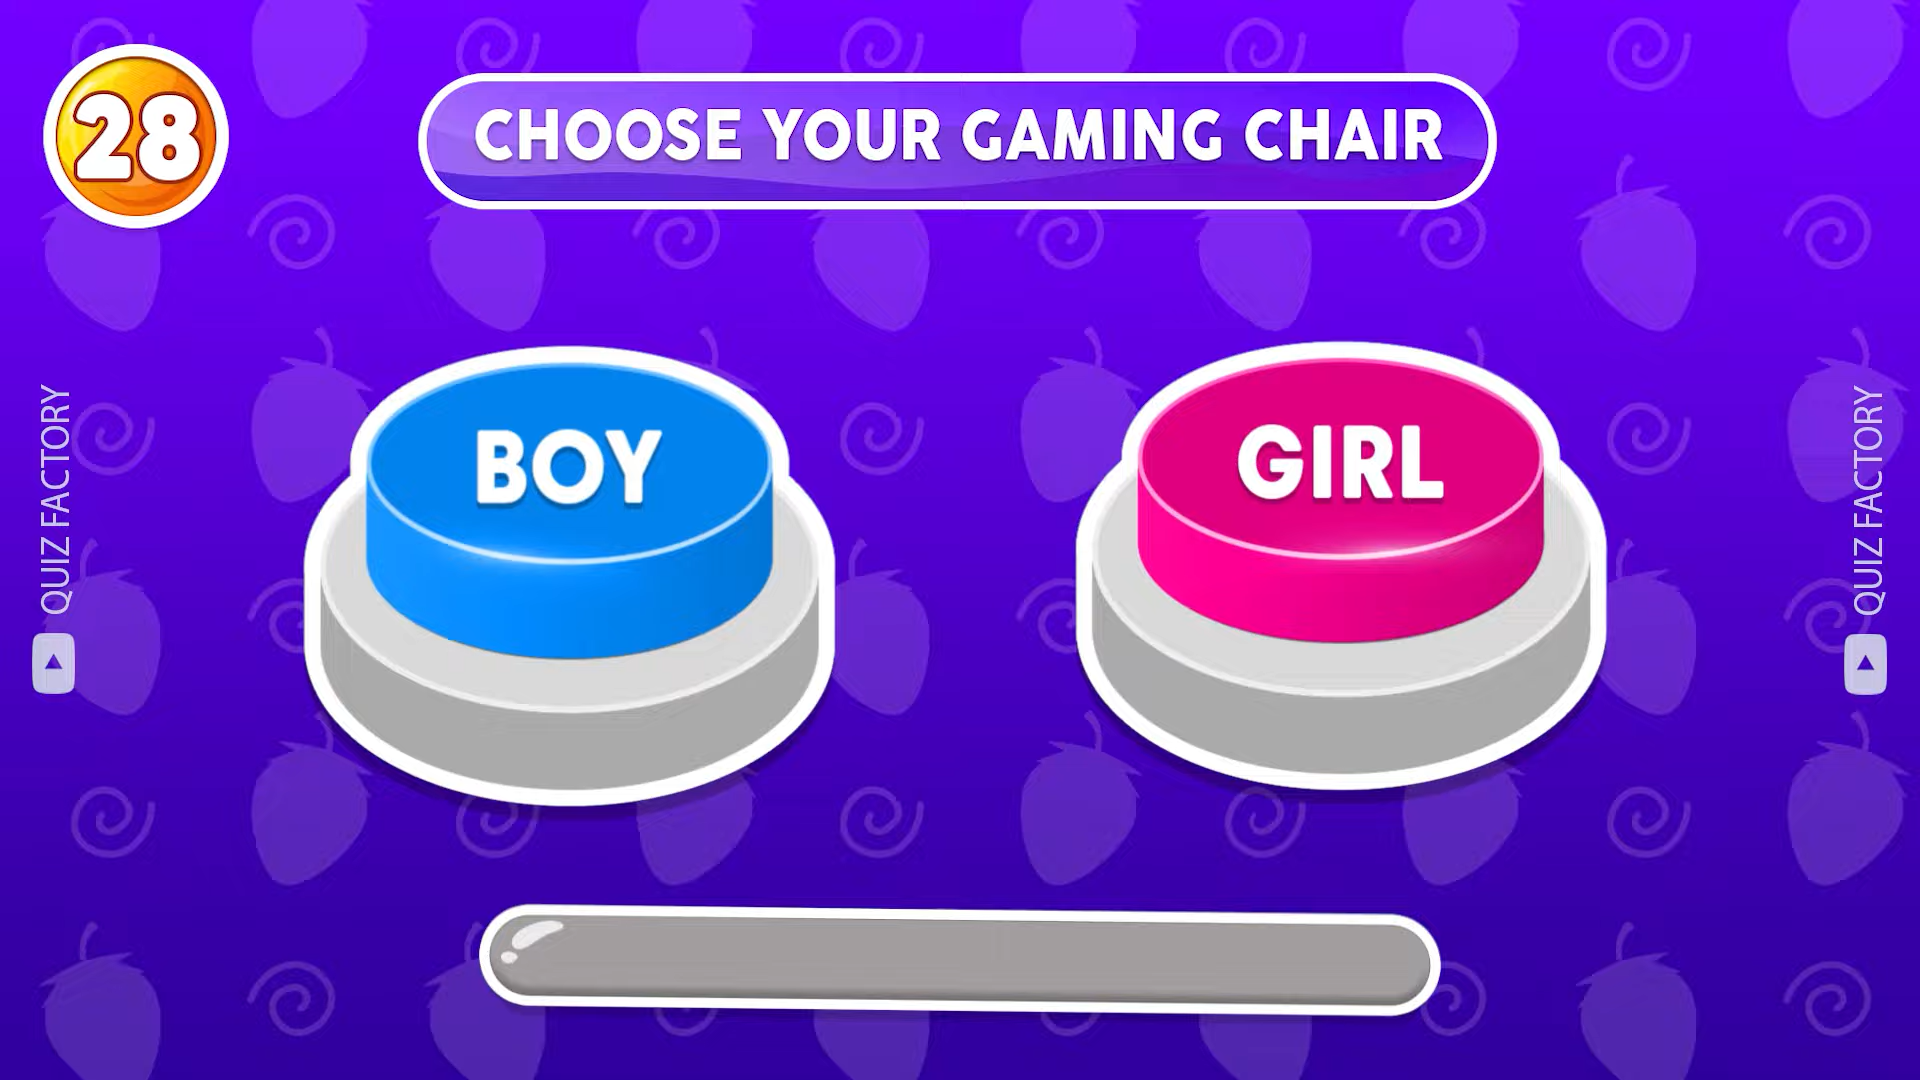 28
CHOOSE YOUR GAMING CHAIR
BOY
GIRL
QUIZ FACTORY
QUIZ FACTORY